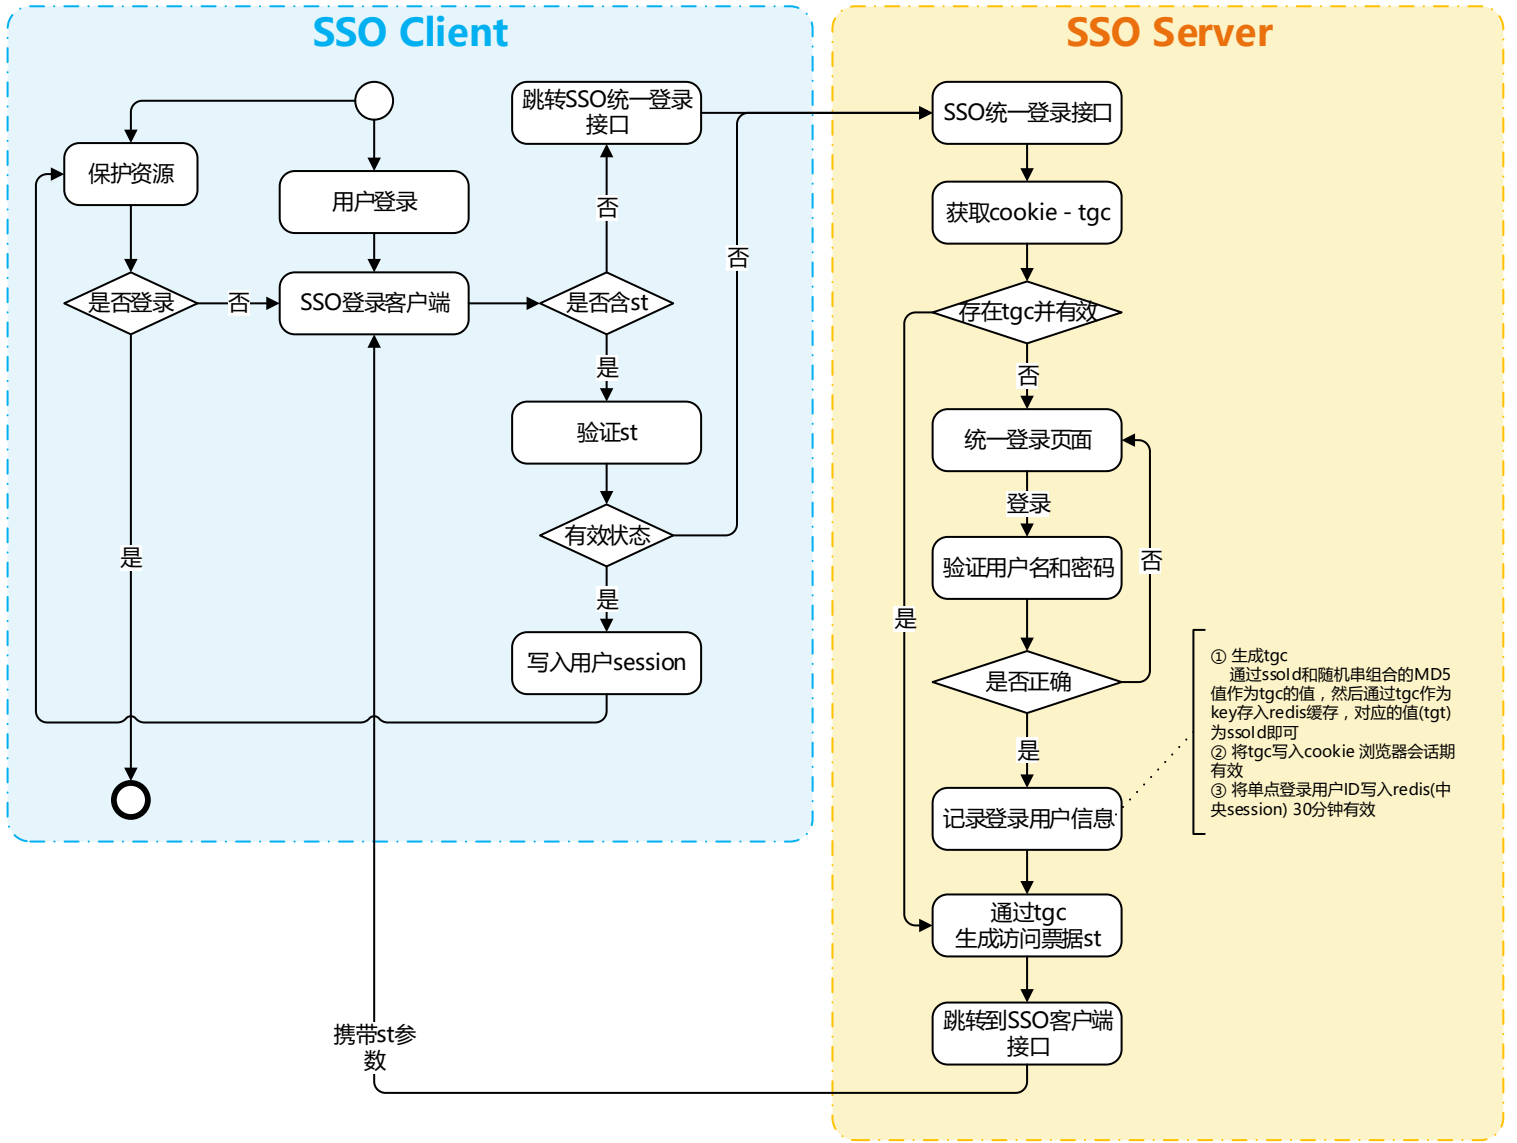 SSO Client
跳转SSO统一登录
接口
保护资源
用户登录
否
否
是否登录
否
SSO登录客户端
是否含st
是
验证st
有效状态
是
是
写入用户session
携带st参
数
SSO Server
SSO统一登录接口
获取cookie - tgc
存在tgc并有效
否
统一登录页面
登录
验证用户名和密码
否
是
是否正确
是
记录登录用户信息
通过tgc
生成访问票据st
跳转到SSO客户端
接口
① 生成tgc
通过ssoId和随机串组合的MD5
值作为tgc的值，然后通过tgc作为
key存入redis缓存，对应的值(tgt)
为ssoId即可
② 将tgc写入cookie 浏览器会话期
有效
③ 将单点登录用户ID写入redis(中
央session) 30分钟有效